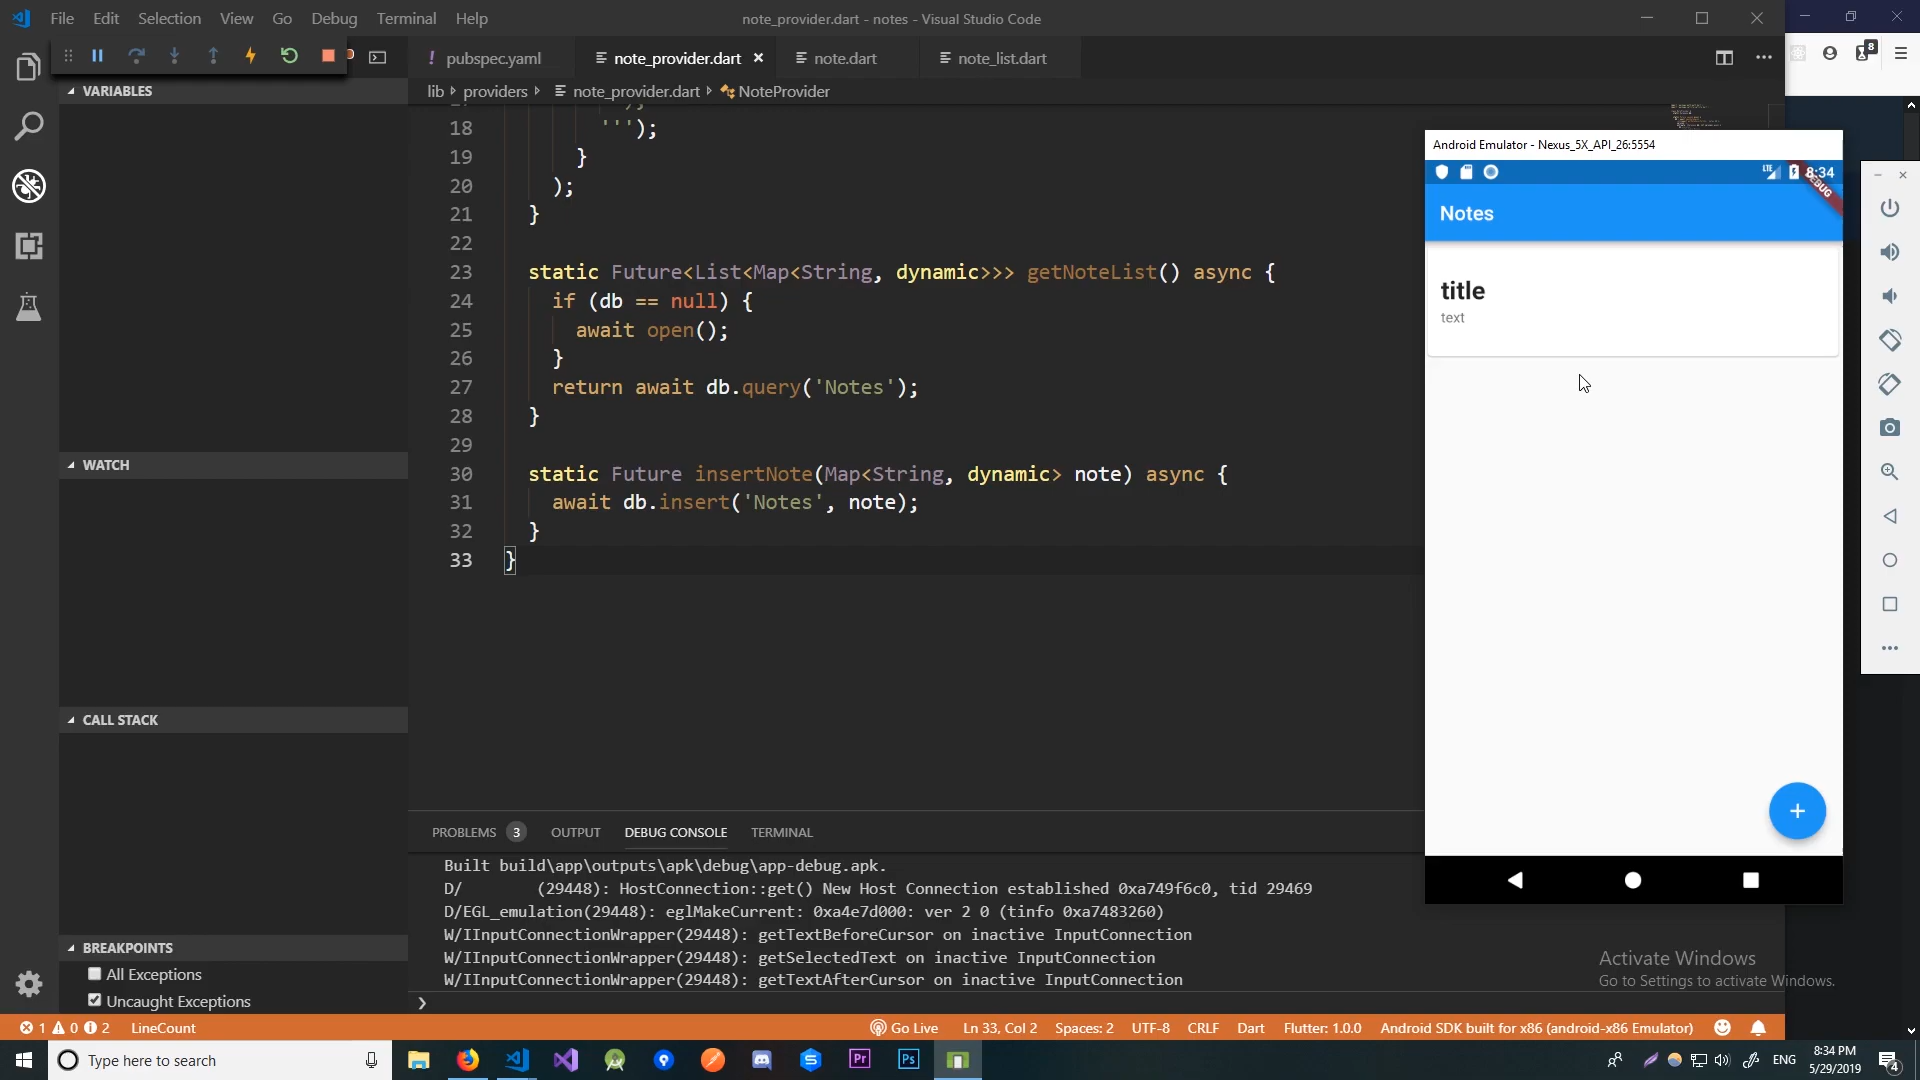 File Edit Selection View Go Debug Terminal Help
note_provider.dart - notes - Visual Studio Code
8
! pubspec.yaml
note_provider.dart
note.dart
note_list.dart
VARIABLES
lib
providers
note_provider.dart
NoteProvider
18 ''');
19 }
20 );
21 }
22
23 static Future<List<Map<String, dynamic>>> getNoteList() async {
24 if (db == null) {
25 await open();
26 }
27 return await db.query('Notes');
28 }
29
30 static Future insertNote(Map<String, dynamic> note) async {
31 await db.insert('Notes', note);
32 }
33 }
Android Emulator - Nexus_5X_API_26:5554
LTE 8:34
DEBUG
Notes
title
text
+
WATCH
CALL STACK
BREAKPOINTS
All Exceptions
Uncaught Exceptions
PROBLEMS 3 OUTPUT DEBUG CONSOLE TERMINAL
Built build\app\outputs\apk\debug\app-debug.apk.
D/ (29448): HostConnection::get() New Host Connection established 0xa749f6c0, tid 29469
D/EGL_emulation(29448): eglMakeCurrent: 0xa4e7d000: ver 2 0 (tinfo 0xa7483260)
W/IInputConnectionWrapper(29448): getTextBeforeCursor on inactive InputConnection
W/IInputConnectionWrapper(29448): getSelectedText on inactive InputConnection
W/IInputConnectionWrapper(29448): getTextAfterCursor on inactive InputConnection
Activate Windows
Go to Settings to activate Windows.
1 0 2 LineCount
Go Live Ln 33, Col 2 Spaces: 2 UTF-8 CRLF Dart Flutter: 1.0.0 Android SDK built for x86 (android-x86 Emulator)
Type here to search
Pr
Ps
ENG
8:34 PM
5/29/2019
4